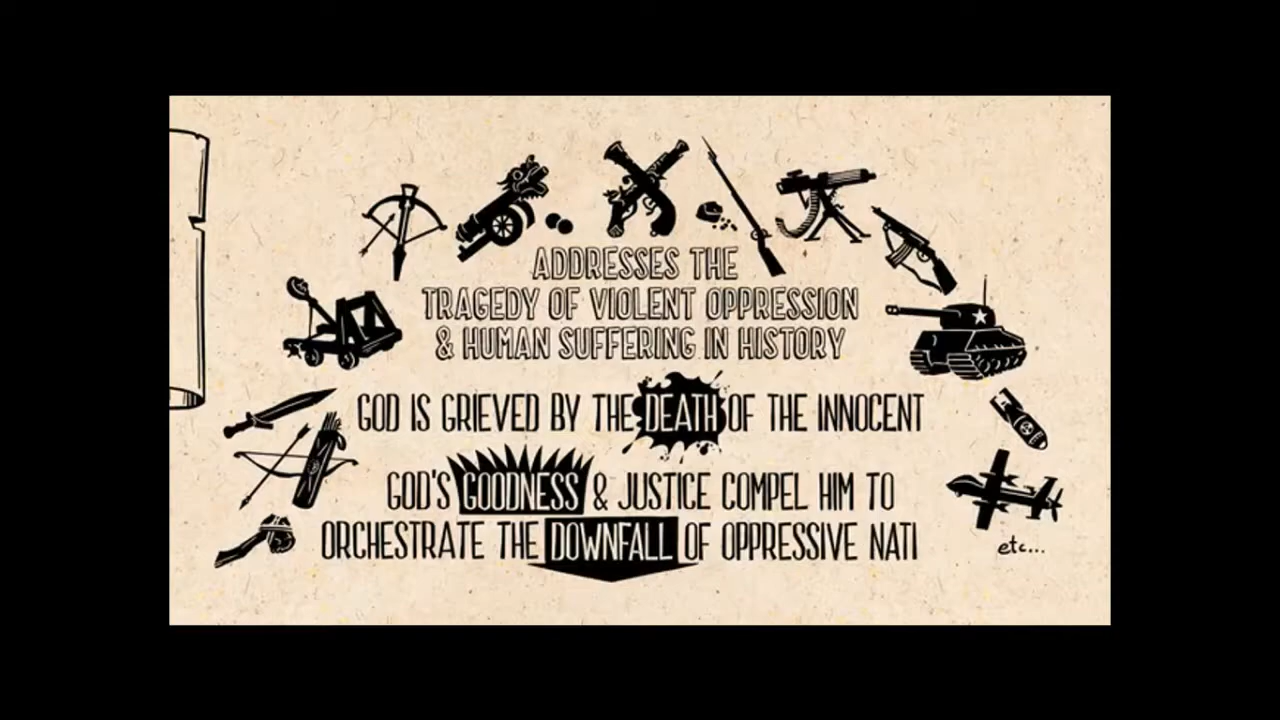 ADDRESSES THE
TRAGEDY OF VIOLENT OPPRESSION
& HUMAN SUFFERING IN HISTORY
GOD IS GRIEVED BY THE DEATH OF THE INNOCENT
GOD'S GOODNESS & JUSTICE COMPEL HIM TO
ORCHESTRATE THE DOWNFALL OF OPPRESSIVE NATI
etc...